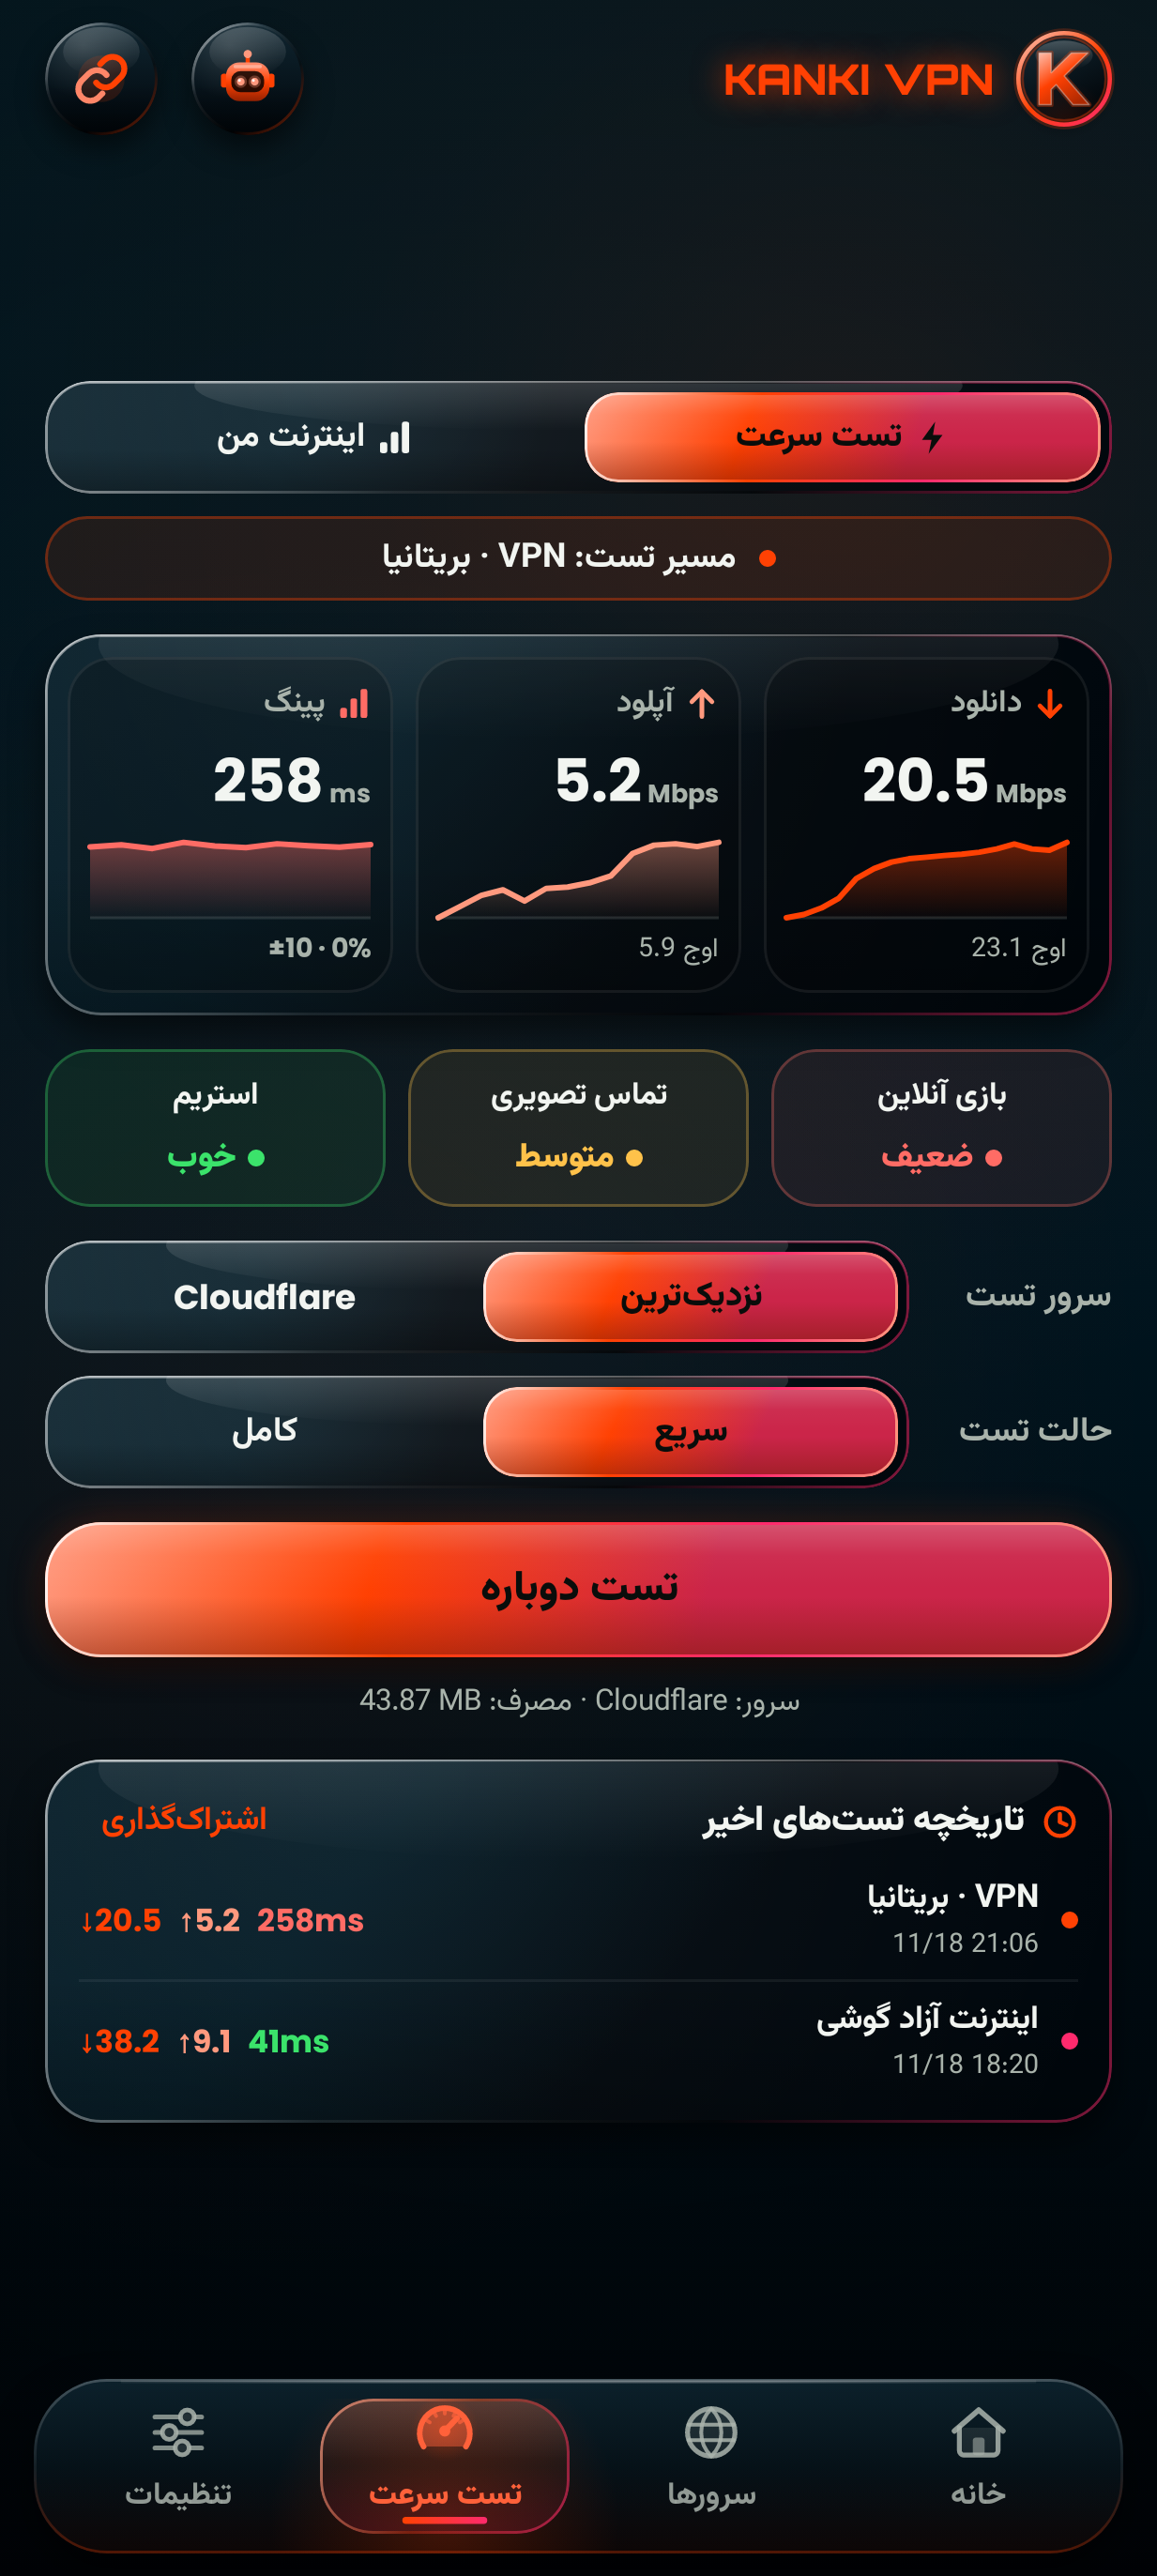 KANKI VPN
تست سرعت
اینترنت من
مسیر تست: VPN · بریتانیا
دانلود
20.5 Mbps
اوج 23.1
آپلود
5.2 Mbps
اوج 5.9
پینگ
258 ms
±10 · 0%
بازی آنلاین
ضعیف
تماس تصویری
متوسط
استریم
خوب
سرور تست
نزدیک‌ترین
Cloudflare
حالت تست
سریع
کامل
تست دوباره
سرور: Cloudflare · مصرف: 43.87 MB
تاریخچه تست‌های اخیر
اشتراک‌گذاری
VPN · بریتانیا
11/18 21:06
↓20.5 ↑5.2 258ms
اینترنت آزاد گوشی
11/18 18:20
↓38.2 ↑9.1 41ms
خانه
سرورها
تست سرعت
تنظیمات